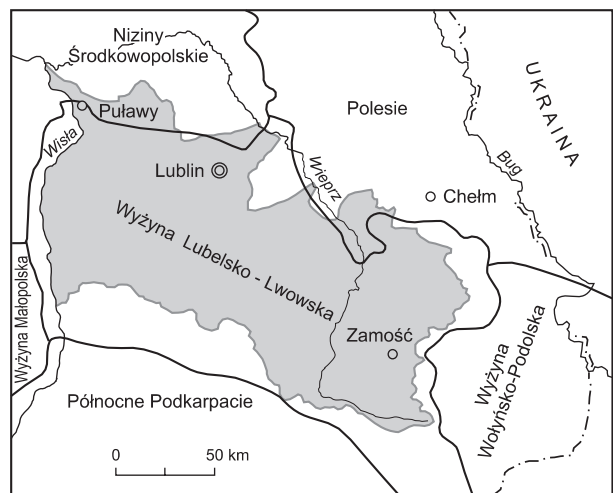 Niziny
Środkowopolskie
Puławy
Wisła
Lublin
Wyżyna Lubelsko - Lwowska
Wieprz
Polesie
Chełm
Bug
UKRAINA
Zamość
Wyżyna Małopolska
Wyżyna
Wołyńsko-Podolska
Północne Podkarpacie
0 50 km